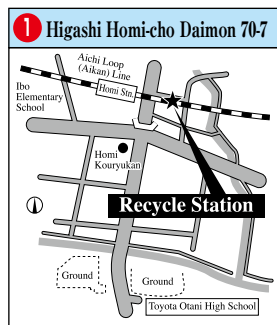 1 Higashi Homi-cho Daimon 70-7
Aichi Loop
(Aikan) Line
Homi Stn.
Ibo
Elementary
School
Homi
Kouryukan
Recycle Station
Ground
Ground
Toyota Otani High School